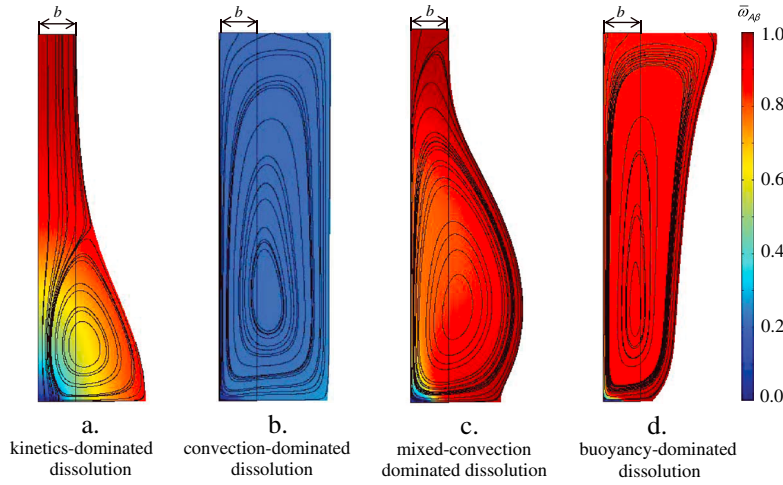 b
b
b
b
ω̄Aβ
1.0
0.8
0.6
0.4
0.2
0.0
a.
kinetics-dominated
dissolution
b.
convection-dominated
dissolution
c.
mixed-convection
dominated dissolution
d.
buoyancy-dominated
dissolution